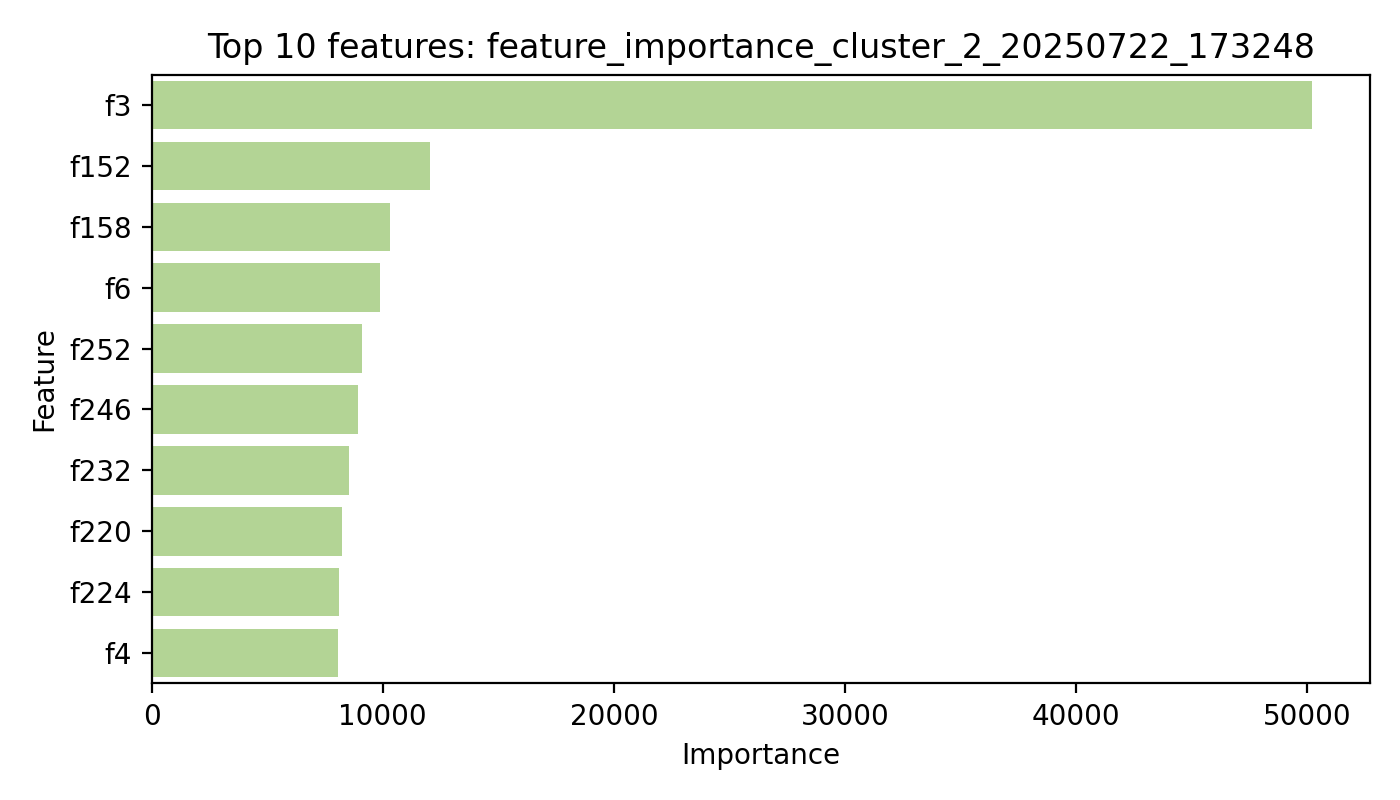 Top 10 features: feature_importance_cluster_2_20250722_173248
f3
f152
f158
f6
f252
f246
f232
f220
f224
f4
Feature
0 10000 20000 30000 40000 50000
Importance